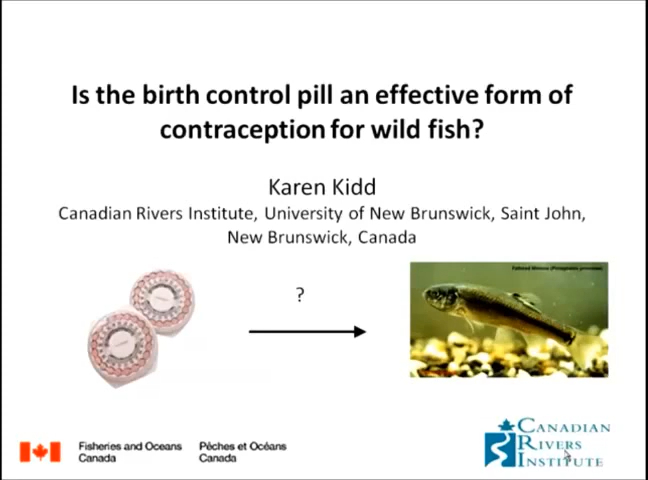 Is the birth control pill an effective form of
contraception for wild fish?
Karen Kidd
Canadian Rivers Institute, University of New Brunswick, Saint John,
New Brunswick, Canada
?
Fathead Minnow
Fisheries and Oceans
Canada
Pêches et Océans
Canada
CANADIAN
RIVERS
INSTITUTE